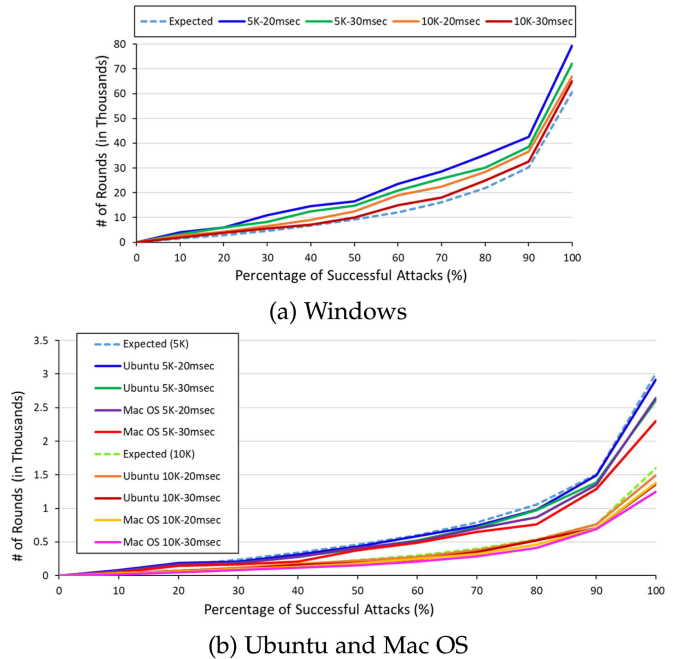 Expected 5K-20msec 5K-30msec 10K-20msec 10K-30msec
# of Rounds (in Thousands)
80
70
60
50
40
30
20
10
0
0 10 20 30 40 50 60 70 80 90 100
Percentage of Successful Attacks (%)
(a) Windows
# of Rounds (in Thousands)
3.5
3
2.5
2
1.5
1
0.5
0
Expected (5K)
Ubuntu 5K-20msec
Ubuntu 5K-30msec
Mac OS 5K-20msec
Mac OS 5K-30msec
Expected (10K)
Ubuntu 10K-20msec
Ubuntu 10K-30msec
Mac OS 10K-20msec
Mac OS 10K-30msec
0 10 20 30 40 50 60 70 80 90 100
Percentage of Successful Attacks (%)
(b) Ubuntu and Mac OS